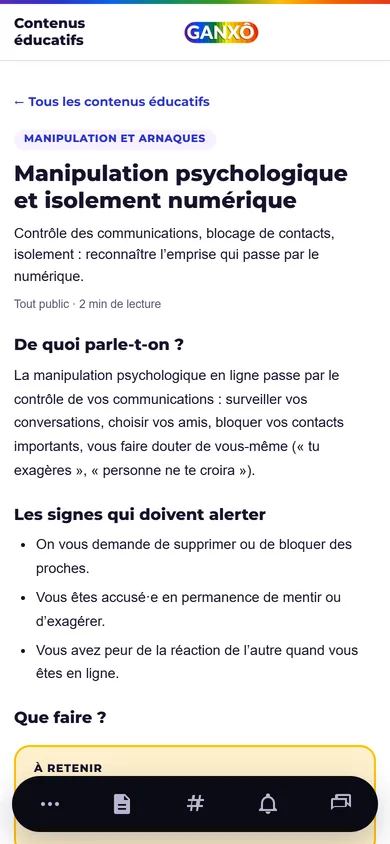 Contenus
éducatifs
GANXÔ
← Tous les contenus éducatifs
MANIPULATION ET ARNAQUES
Manipulation psychologique
et isolement numérique
Contrôle des communications, blocage de contacts,
isolement : reconnaître l’emprise qui passe par le
numérique.
Tout public · 2 min de lecture
De quoi parle-t-on ?
La manipulation psychologique en ligne passe par le
contrôle de vos communications : surveiller vos
conversations, choisir vos amis, bloquer vos contacts
importants, vous faire douter de vous-même (« tu
exagères », « personne ne te croira »).
Les signes qui doivent alerter
• On vous demande de supprimer ou de bloquer des
proches.
• Vous êtes accusé·e en permanence de mentir ou
d’exagérer.
• Vous avez peur de la réaction de l’autre quand vous
êtes en ligne.
Que faire ?
À RETENIR